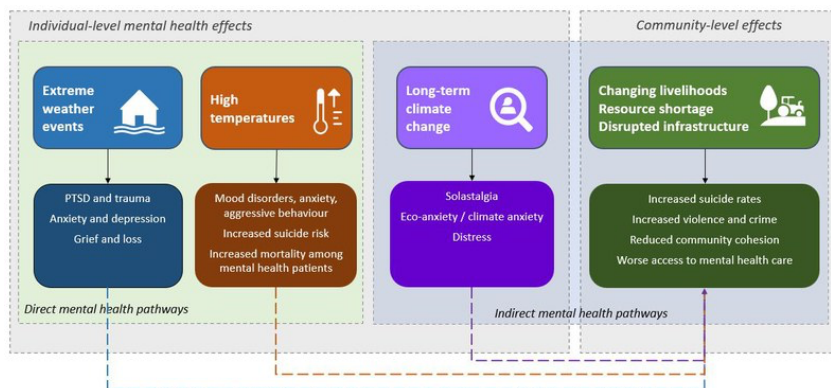 Individual-level mental health effects
Community-level effects
Extreme
weather
events
High
temperatures
Long-term
climate
change
Changing livelihoods
Resource shortage
Disrupted infrastructure
PTSD and trauma
Anxiety and depression
Grief and loss
Mood disorders, anxiety,
aggressive behaviour
Increased suicide risk
Increased mortality among
mental health patients
Solastalgia
Eco-anxiety / climate anxiety
Distress
Increased suicide rates
Increased violence and crime
Reduced community cohesion
Worse access to mental health care
Direct mental health pathways
Indirect mental health pathways